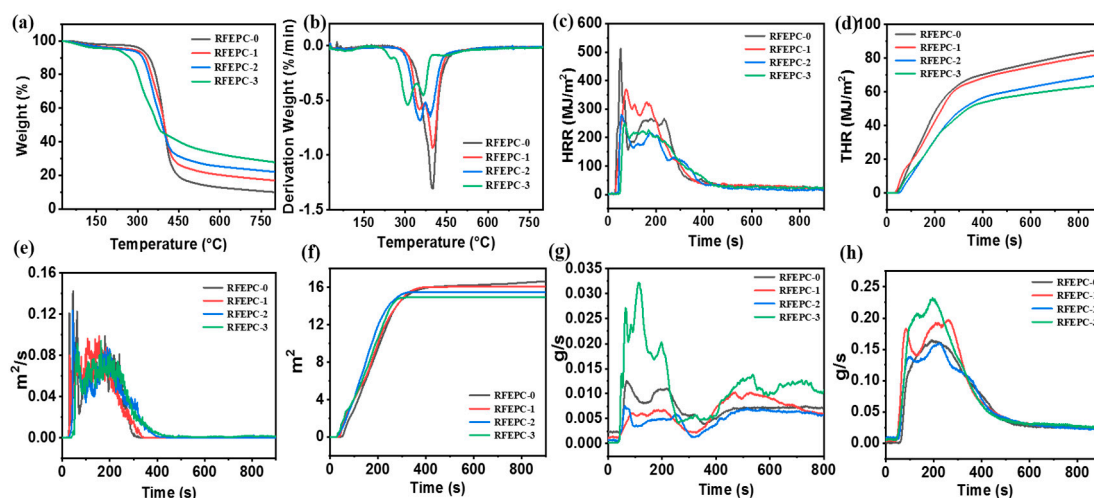 (a)
Weight (%)
100
80
60
40
20
0
RFEPC-0
RFEPC-1
RFEPC-2
RFEPC-3
150 300 450 600 750
Temperature (°C)
(b)
Derivation Weight (%/min)
0.0
-0.5
-1.0
-1.5
RFEPC-0
RFEPC-1
RFEPC-2
RFEPC-3
150 300 450 600 750
Temperature (°C)
(c)
HRR (MJ/m²)
600
500
400
300
200
100
0
RFEPC-0
RFEPC-1
RFEPC-2
RFEPC-3
0 200 400 600 800
Time (s)
(d)
THR (MJ/m²)
100
80
60
40
20
0
RFEPC-0
RFEPC-1
RFEPC-2
RFEPC-3
0 200 400 600 800
Time (s)
(e)
m²/s
0.16
0.12
0.08
0.04
0.00
RFEPC-0
RFEPC-1
RFEPC-2
RFEPC-3
0 200 400 600 800
Time (s)
(f)
m²
16
12
8
4
0
RFEPC-0
RFEPC-1
RFEPC-2
RFEPC-3
0 200 400 600 800
Time (s)
(g)
g/s
0.035
0.030
0.025
0.020
0.015
0.010
0.005
0.000
RFEPC-0
RFEPC-1
RFEPC-2
RFEPC-3
0 100 200 300 400 500 600 700 800
Time (s)
(h)
g/s
0.30
0.25
0.20
0.15
0.10
0.05
0.00
0 200 400 600 800
Time (s)